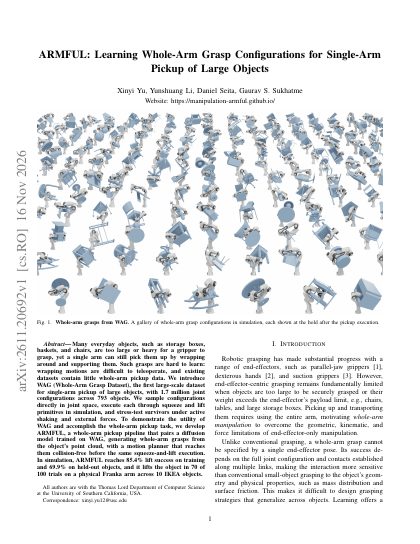 ARMFUL: Learning Whole-Arm Grasp Configurations for Single-Arm
Pickup of Large Objects
Xinyi Yu, Yunshuang Li, Daniel Seita, Gaurav S. Sukhatme
Website: https://manipulation-armful.github.io/
arXiv:2611.20692v1 [cs.RO] 16 Nov 2026
Fig. 1. Whole-arm grasps from WAG. A gallery of whole-arm grasp configurations in simulation, each shown at the held after the pickup execution.
Abstract—Many everyday objects, such as storage boxes,
baskets, and chairs, are too large or heavy for a gripper to
grasp, yet a single arm can still pick them up by wrapping
around and supporting them. Such grasps are hard to learn:
wrapping motions are difficult to teleoperate, and existing
datasets contain little whole-arm pickup data. We introduce
WAG (Whole-Arm Grasp Dataset), the first large-scale dataset
for single-arm pickup of large objects, with 1.7 million joint
configurations across 793 objects. We sample configurations
directly in joint space, execute each through squeeze and lift
primitives in simulation, and stress-test survivors under active
shaking and external forces. To demonstrate the utility of
WAG and accomplish the whole-arm pickup task, we develop
ARMFUL, a whole-arm pickup pipeline that pairs a diffusion
model trained on WAG, generating whole-arm grasps from
the object's point cloud, with a motion planner that reaches
them collision-free before the same squeeze-lift execution.
In simulation, ARMFUL reaches 85.4% lift success on training
and 69.9% on held-out objects, and it lifts the object in 70 of
100 trials on a physical Franka arm across 10 IKEA objects.
All authors are with the Thomas Lord Department of Computer Science
at the University of Southern California, USA.
Correspondence: xinyi.yu12@usc.edu
I. INTRODUCTION
Robotic grasping has made substantial progress with a
range of end-effectors, such as parallel-jaw grippers [1],
dexterous hands [2], and suction grippers [3]. However,
end-effector-centric grasping remains fundamentally limited
when objects are too large to be securely grasped or their
weight exceeds the end-effector's payload limit, e.g., chairs,
tables, and large storage boxes. Picking up and transporting
them requires using the entire arm, motivating whole-arm
manipulation to overcome the geometric, kinematic, and
force limitations of end-effector-only manipulation.
Unlike conventional grasping, a whole-arm grasp cannot
be specified by a single end-effector pose. Its success de-
pends on the full joint configuration and contacts established
along multiple links, making the interaction more sensitive
than conventional small-object grasping to the object's geom-
etry and physical properties, such as mass distribution and
surface friction. This makes it difficult to design grasping
strategies that generalize across objects. Learning offers a
1